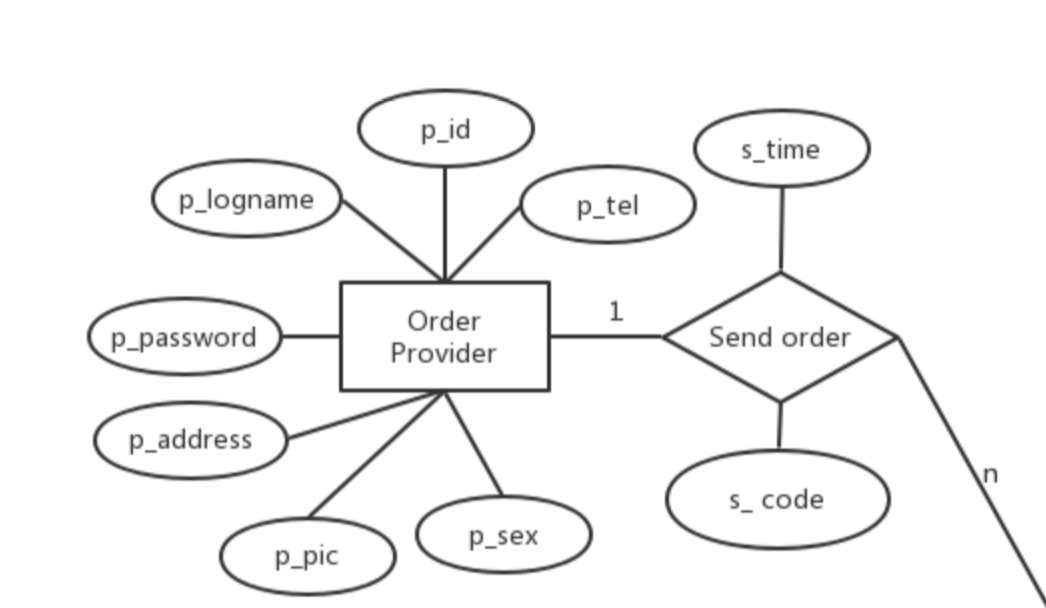 p_id
s_time
p_logname
p_tel
Order
Provider
1
Send order
p_password
p_address
n
s_ code
p_sex
p_pic